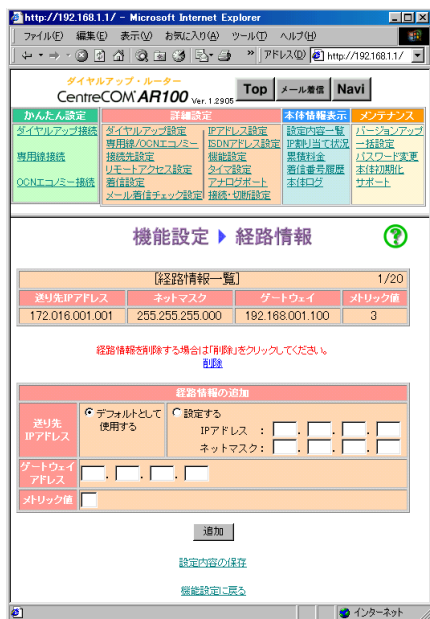 http://192.168.1.1/ - Microsoft Internet Explorer
ファイル(F) 編集(E) 表示(V) お気に入り(A) ツール(T) ヘルプ(H)
アドレス(D) http://192.168.1.1/
ダイヤルアップ・ルーター
CentreCOM AR100 Ver. 1.2905
Top メール着信 Navi
かんたん設定 詳細設定 本体情報表示 メンテナンス
ダイヤルアップ接続 ダイヤルアップ設定 IPアドレス設定 設定内容一覧 バージョンアップ
専用線/OCNエコノミー ISDNアドレス設定 IP割り当て状況 一括設定
専用線接続 接続先設定 機能設定 累積料金 パスワード変更
リモートアクセス設定 タイマ設定 着信番号履歴 本体初期化
OCNエコノミー接続 着信設定 アナログポート 本体ログ サポート
メール着信チェック設定 接続・切断設定
機能設定 経路情報
[経路情報一覧] 1/20
送り先IPアドレス ネットマスク ゲートウェイ メトリック値
172.016.001.001 255.255.255.000 192.168.001.100 3
経路情報を削除する場合は「削除」をクリックしてください。
削除
経路情報の追加
送り先
IPアドレス
デフォルトとして
使用する
設定する
IPアドレス : . . .
ネットマスク: . . .
ゲートウェイ
アドレス
. . .
メトリック値
追加
設定内容の保存
機能設定に戻る
インターネット